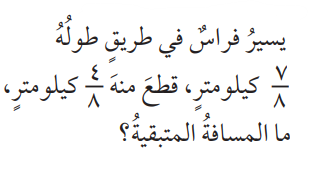 يسيرُ فراسٌ في طريقٍ طولُهُ
٧/٨ كيلومترٍ، قطعَ منهَ ٤/٨ كيلومترٍ،
ما المسافةُ المتبقيةُ؟